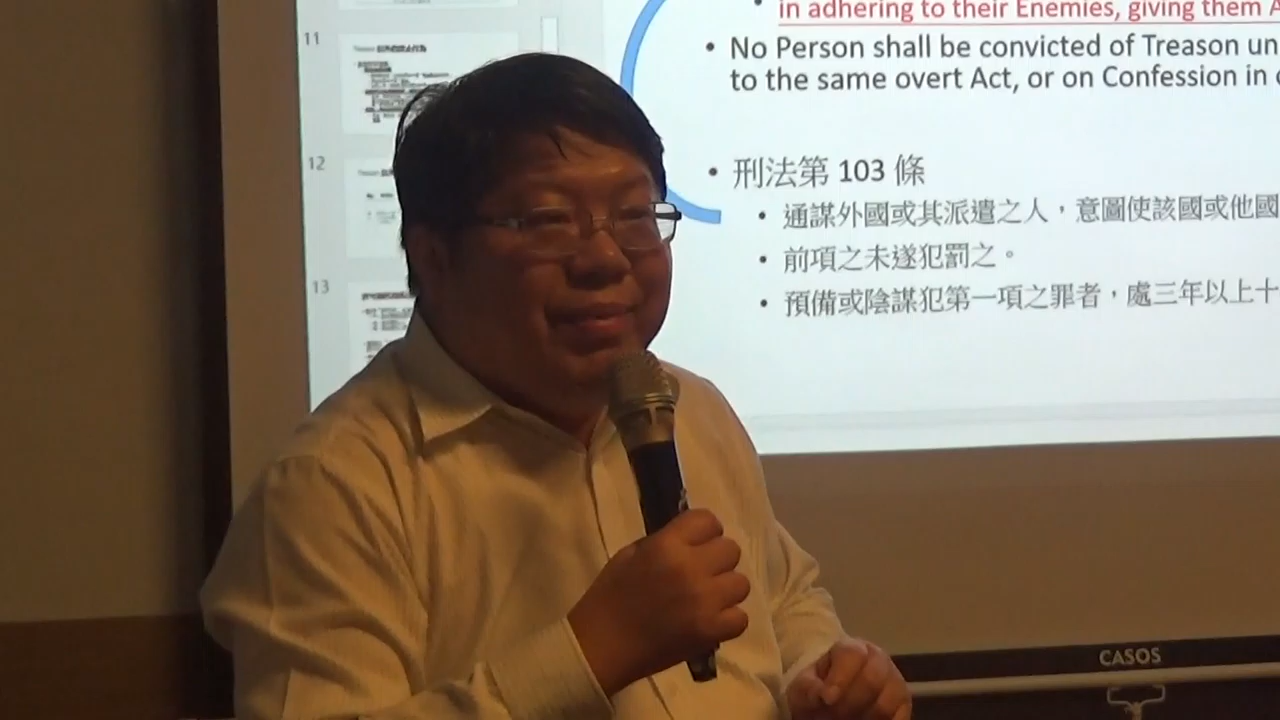 in adhering to their Enemies, giving them A
11
• No Person shall be convicted of Treason un
to the same overt Act, or on Confession in
12
• 刑法第 103 條
• 通謀外國或其派遣之人，意圖使該國或他國
• 前項之未遂犯罰之。
13
• 預備或陰謀犯第一項之罪者，處三年以上十
CASOS